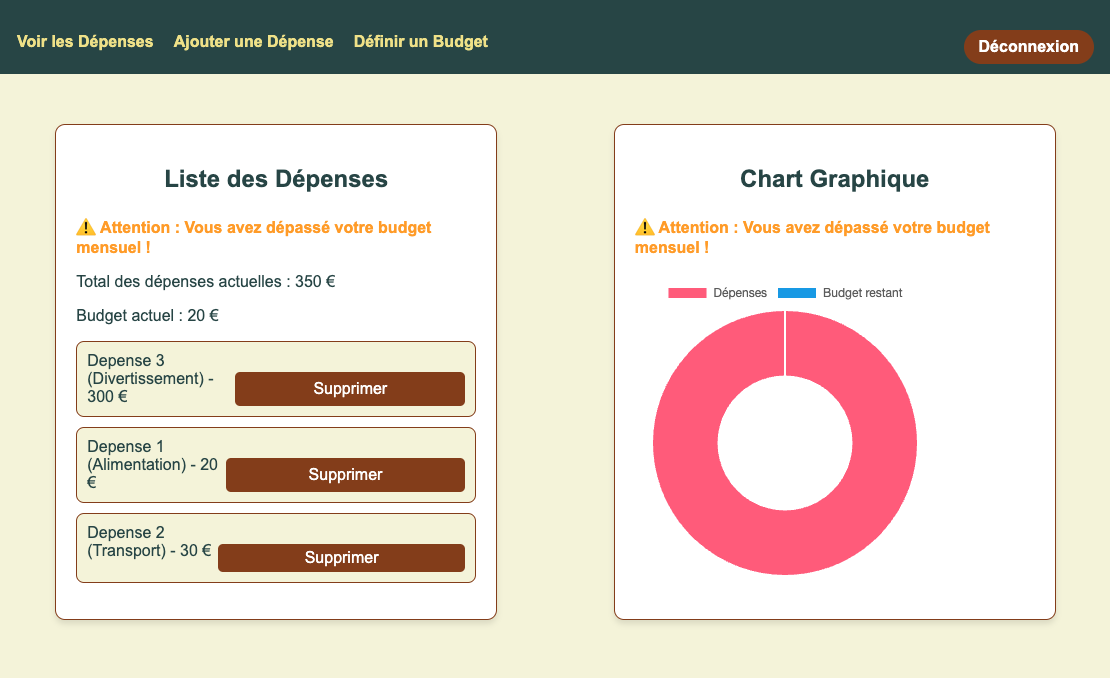 Voir les Dépenses Ajouter une Dépense Définir un Budget Déconnexion
Liste des Dépenses
⚠️ Attention : Vous avez dépassé votre budget
mensuel !
Total des dépenses actuelles : 350 €
Budget actuel : 20 €
Depense 3
(Divertissement) -
300 €
Supprimer
Depense 1
(Alimentation) - 20
€
Supprimer
Depense 2
(Transport) - 30 €
Supprimer
Chart Graphique
⚠️ Attention : Vous avez dépassé votre budget
mensuel !
Dépenses Budget restant